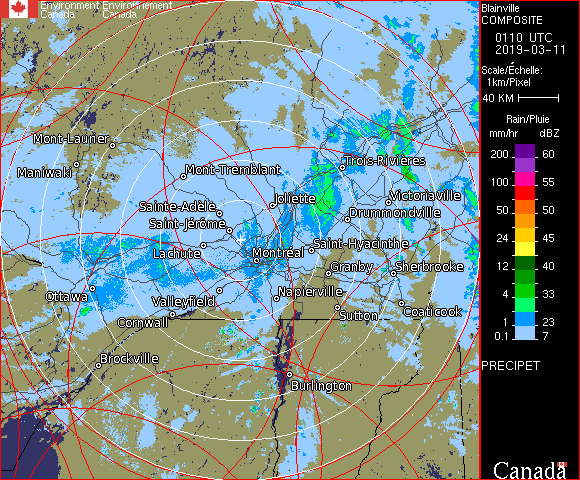 Environment Environnement
Canada Canada
Blainville
COMPOSITE
0110 UTC
2019-03-11
Scale/Échelle:
1km/Pixel
40 KM
Rain/Pluie
mm/hr dBZ
200 60
150 57
100 55
50 50
24 45
12 40
4 33
1 23
0.1 7
PRECIPET
Canada
Mont-Laurier
Maniwaki
Mont-Tremblant
Trois-Rivières
Sainte-Adèle
Joliette
Victoriaville
Saint-Jérôme
Drummondville
Lachute
Montréal
Saint-Hyacinthe
Granby
Sherbrooke
Ottawa
Valleyfield
Napierville
Cornwall
Sutton
Coaticook
Brockville
Burlington